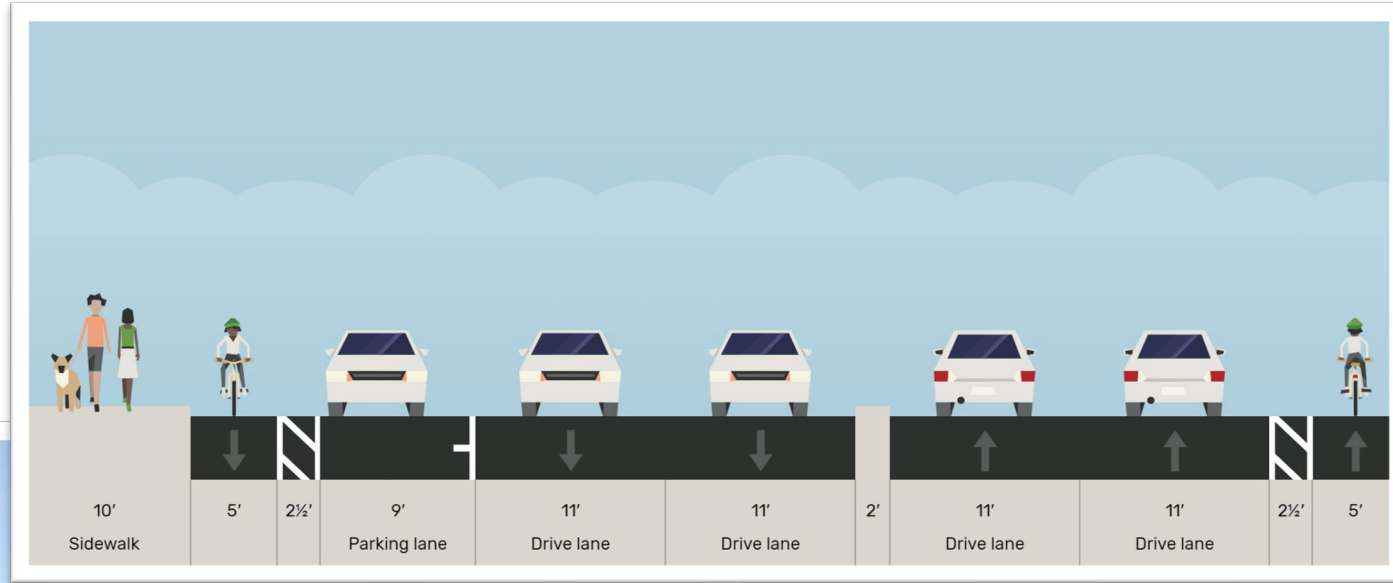 10′ 5′ 2½′ 9′ 11′ 11′ 2′ 11′ 11′ 2½′ 5′
Sidewalk Parking lane Drive lane Drive lane Drive lane Drive lane